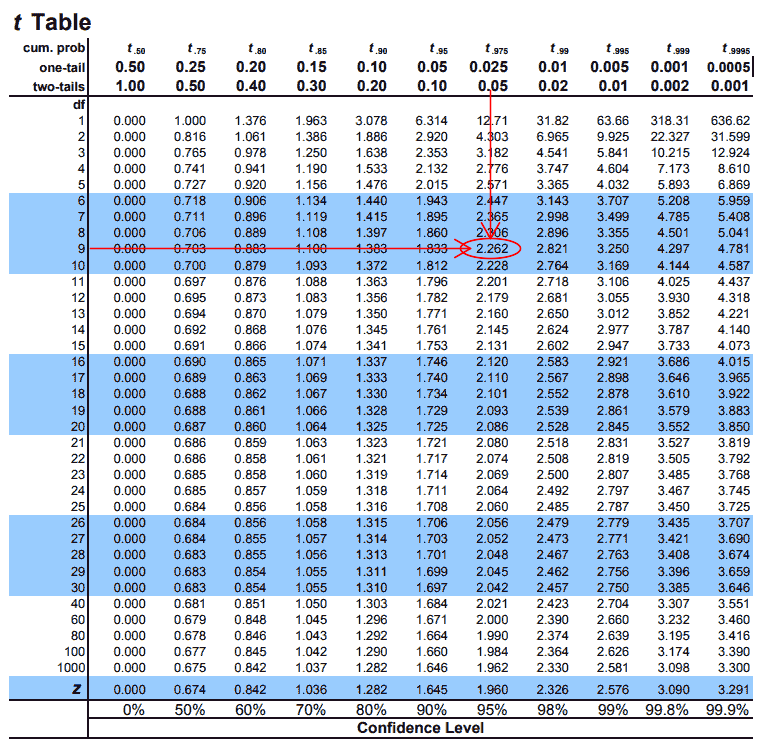 t Table
cum. prob t .50 t .75 t .80 t .85 t .90 t .95 t .975 t .99 t .995 t .999 t .9995
one-tail 0.50 0.25 0.20 0.15 0.10 0.05 0.025 0.01 0.005 0.001 0.0005
two-tails 1.00 0.50 0.40 0.30 0.20 0.10 0.05 0.02 0.01 0.002 0.001
df
1 0.000 1.000 1.376 1.963 3.078 6.314 12.71 31.82 63.66 318.31 636.62
2 0.000 0.816 1.061 1.386 1.886 2.920 4.303 6.965 9.925 22.327 31.599
3 0.000 0.765 0.978 1.250 1.638 2.353 3.182 4.541 5.841 10.215 12.924
4 0.000 0.741 0.941 1.190 1.533 2.132 2.776 3.747 4.604 7.173 8.610
5 0.000 0.727 0.920 1.156 1.476 2.015 2.571 3.365 4.032 5.893 6.869
6 0.000 0.718 0.906 1.134 1.440 1.943 2.447 3.143 3.707 5.208 5.959
7 0.000 0.711 0.896 1.119 1.415 1.895 2.365 2.998 3.499 4.785 5.408
8 0.000 0.706 0.889 1.108 1.397 1.860 2.306 2.896 3.355 4.501 5.041
9 0.000 0.703 0.883 1.100 1.383 1.833 2.262 2.821 3.250 4.297 4.781
10 0.000 0.700 0.879 1.093 1.372 1.812 2.228 2.764 3.169 4.144 4.587
11 0.000 0.697 0.876 1.088 1.363 1.796 2.201 2.718 3.106 4.025 4.437
12 0.000 0.695 0.873 1.083 1.356 1.782 2.179 2.681 3.055 3.930 4.318
13 0.000 0.694 0.870 1.079 1.350 1.771 2.160 2.650 3.012 3.852 4.221
14 0.000 0.692 0.868 1.076 1.345 1.761 2.145 2.624 2.977 3.787 4.140
15 0.000 0.691 0.866 1.074 1.341 1.753 2.131 2.602 2.947 3.733 4.073
16 0.000 0.690 0.865 1.071 1.337 1.746 2.120 2.583 2.921 3.686 4.015
17 0.000 0.689 0.863 1.069 1.333 1.740 2.110 2.567 2.898 3.646 3.965
18 0.000 0.688 0.862 1.067 1.330 1.734 2.101 2.552 2.878 3.610 3.922
19 0.000 0.688 0.861 1.066 1.328 1.729 2.093 2.539 2.861 3.579 3.883
20 0.000 0.687 0.860 1.064 1.325 1.725 2.086 2.528 2.845 3.552 3.850
21 0.000 0.686 0.859 1.063 1.323 1.721 2.080 2.518 2.831 3.527 3.819
22 0.000 0.686 0.858 1.061 1.321 1.717 2.074 2.508 2.819 3.505 3.792
23 0.000 0.685 0.858 1.060 1.319 1.714 2.069 2.500 2.807 3.485 3.768
24 0.000 0.685 0.857 1.059 1.318 1.711 2.064 2.492 2.797 3.467 3.745
25 0.000 0.684 0.856 1.058 1.316 1.708 2.060 2.485 2.787 3.450 3.725
26 0.000 0.684 0.856 1.058 1.315 1.706 2.056 2.479 2.779 3.435 3.707
27 0.000 0.684 0.855 1.057 1.314 1.703 2.052 2.473 2.771 3.421 3.690
28 0.000 0.683 0.855 1.056 1.313 1.701 2.048 2.467 2.763 3.408 3.674
29 0.000 0.683 0.854 1.055 1.311 1.699 2.045 2.462 2.756 3.396 3.659
30 0.000 0.683 0.854 1.055 1.310 1.697 2.042 2.457 2.750 3.385 3.646
40 0.000 0.681 0.851 1.050 1.303 1.684 2.021 2.423 2.704 3.307 3.551
60 0.000 0.679 0.848 1.045 1.296 1.671 2.000 2.390 2.660 3.232 3.460
80 0.000 0.678 0.846 1.043 1.292 1.664 1.990 2.374 2.639 3.195 3.416
100 0.000 0.677 0.845 1.042 1.290 1.660 1.984 2.364 2.626 3.174 3.390
1000 0.000 0.675 0.842 1.037 1.282 1.646 1.962 2.330 2.581 3.098 3.300
Z 0.000 0.674 0.842 1.036 1.282 1.645 1.960 2.326 2.576 3.090 3.291
0% 50% 60% 70% 80% 90% 95% 98% 99% 99.8% 99.9%
Confidence Level